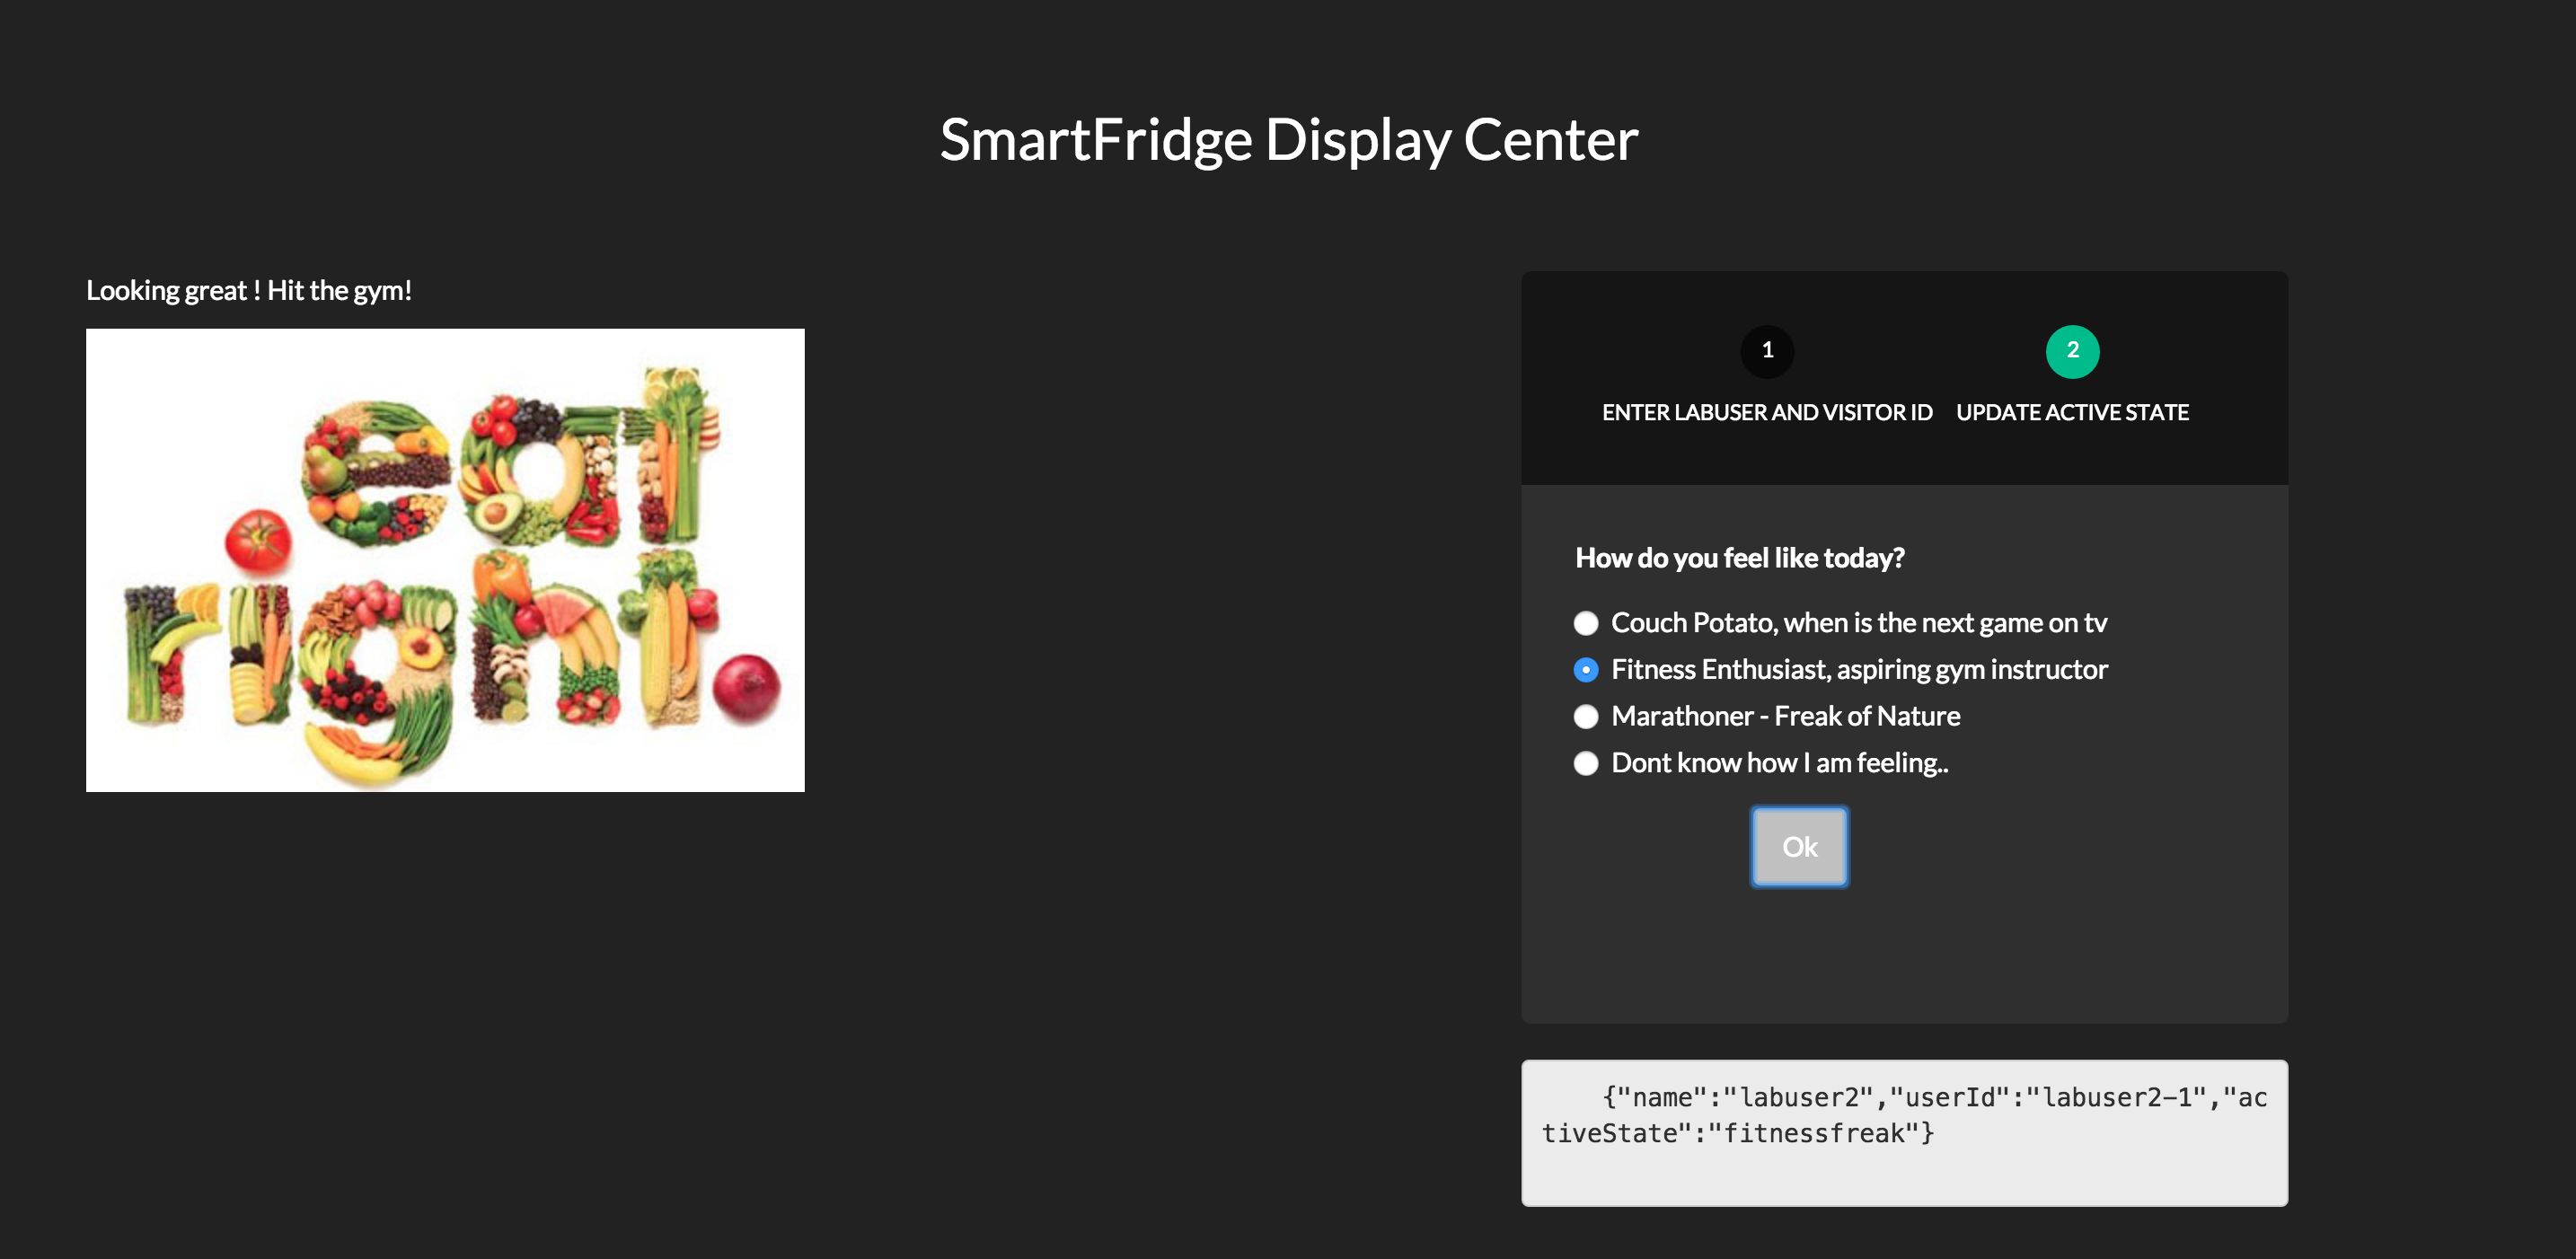 SmartFridge Display Center
Looking great ! Hit the gym!
eat
right.
1
2
ENTER LABUSER AND VISITOR ID
UPDATE ACTIVE STATE
How do you feel like today?
Couch Potato, when is the next game on tv
Fitness Enthusiast, aspiring gym instructor
Marathoner - Freak of Nature
Dont know how I am feeling..
Ok
{"name":"labuser2","userId":"labuser2-1","ac
tiveState":"fitnessfreak"}